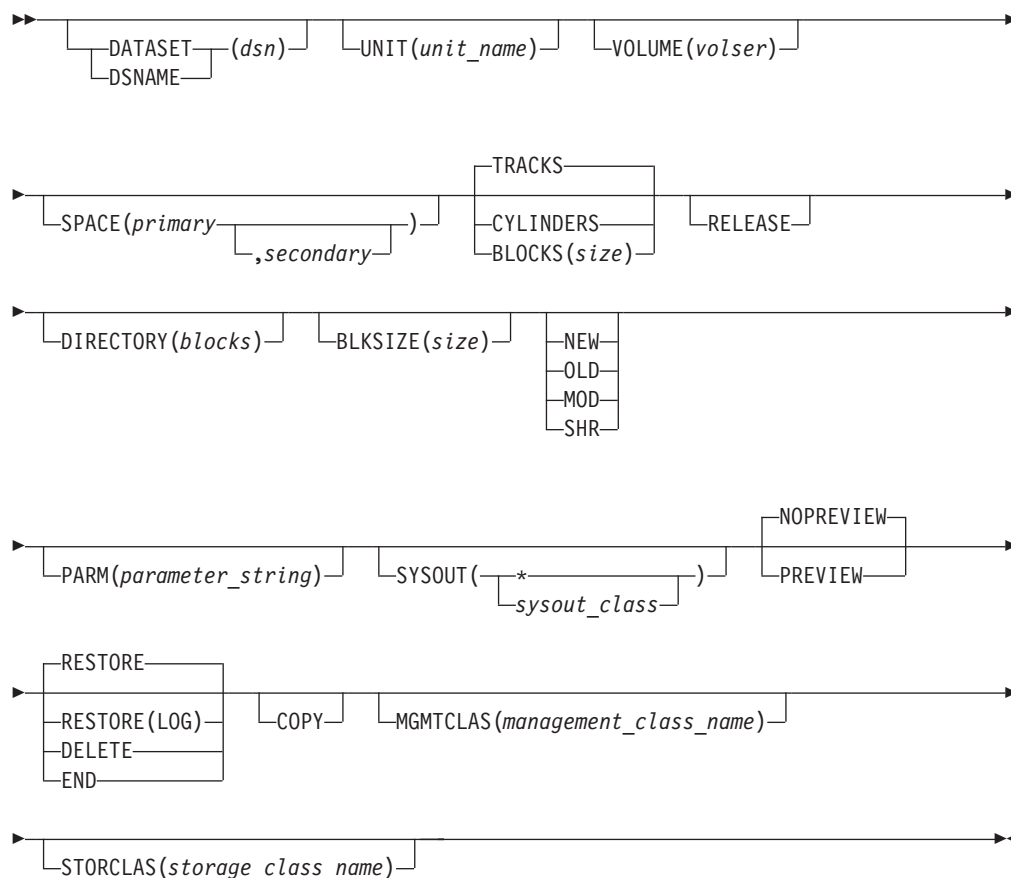 DATASET (dsn) UNIT(unit_name) VOLUME(volser)
DSNAME
TRACKS
SPACE(primary ) CYLINDERS RELEASE
,secondary BLOCKS(size)
DIRECTORY(blocks) BLKSIZE(size) NEW
OLD
MOD
SHR
NOPREVIEW
PARM(parameter_string) SYSOUT( * ) PREVIEW
sysout_class
RESTORE
RESTORE(LOG) COPY MGMTCLAS(management_class_name)
DELETE
END
STORCLAS(storage class name)